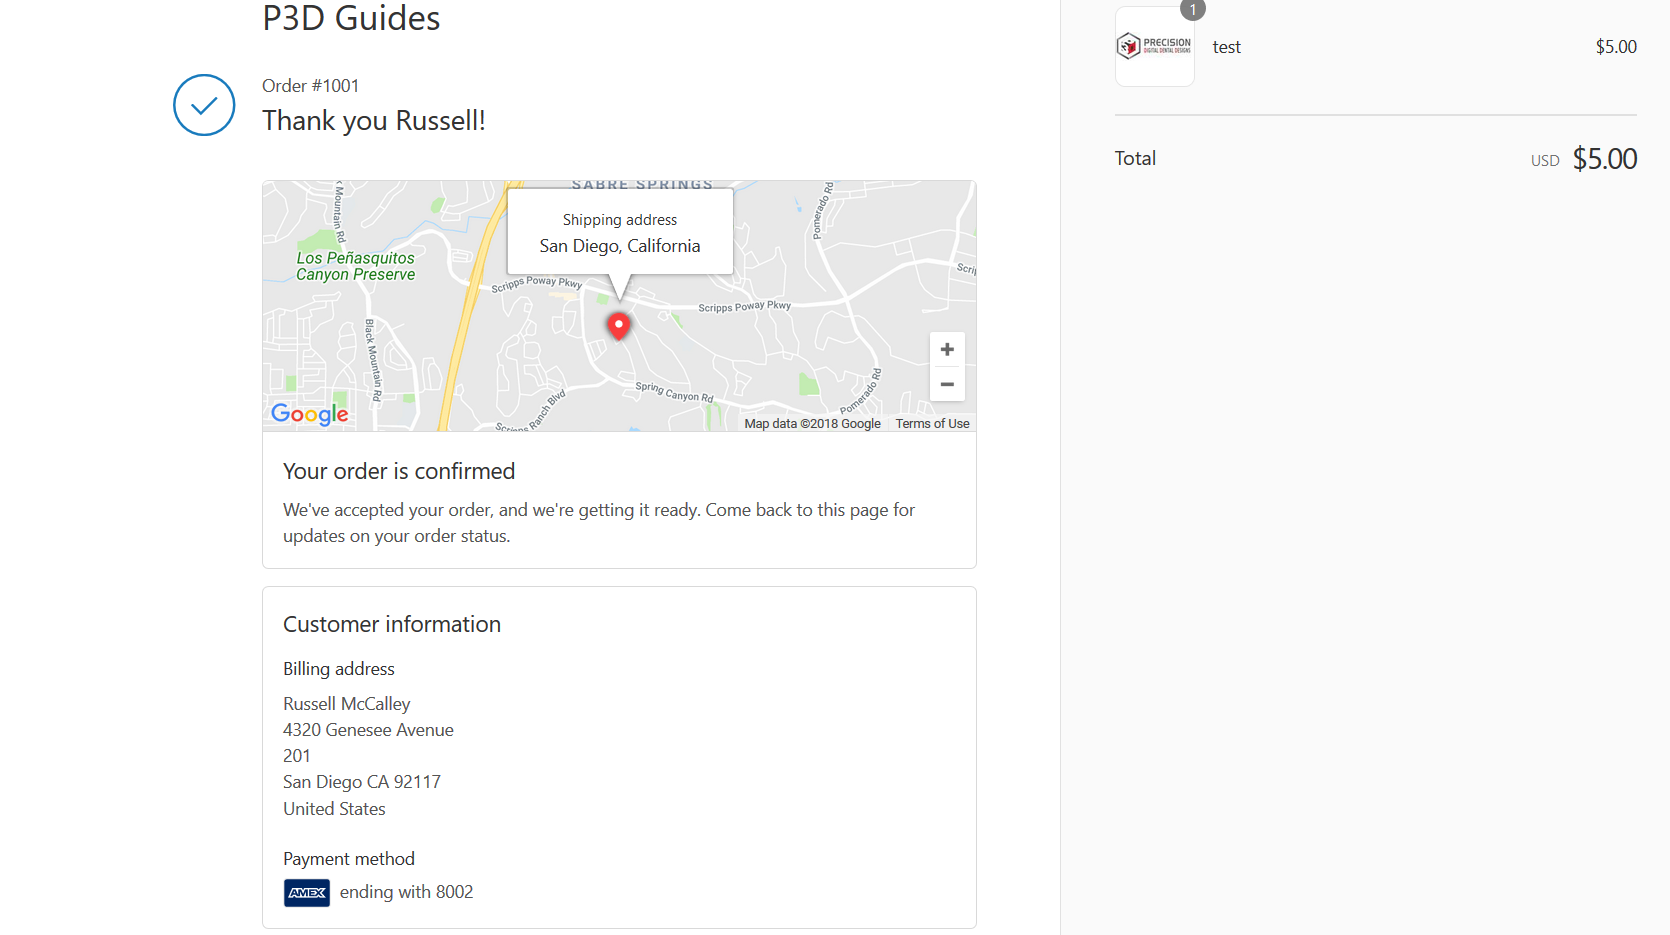 P3D Guides
Order #1001
Thank you Russell!
SABRE SPRINGS
k Mountain Rd
Pomerado Rd
Shipping address
San Diego, California
Los Peñasquitos
Canyon Preserve
Scripps Poway Pkwy
Scripps Poway Pkwy
Scrip
Black Mountain Rd
Spring Canyon Rd
Pomerado Rd
Scripps Ranch Blvd
+
−
Google
Map data ©2018 Google
Terms of Use
Your order is confirmed
We've accepted your order, and we're getting it ready. Come back to this page for
updates on your order status.
Customer information
Billing address
Russell McCalley
4320 Genesee Avenue
201
San Diego CA 92117
United States
Payment method
AMEX ending with 8002
1
PRECISION
DIGITAL DENTAL DESIGNS
test $5.00
Total USD $5.00